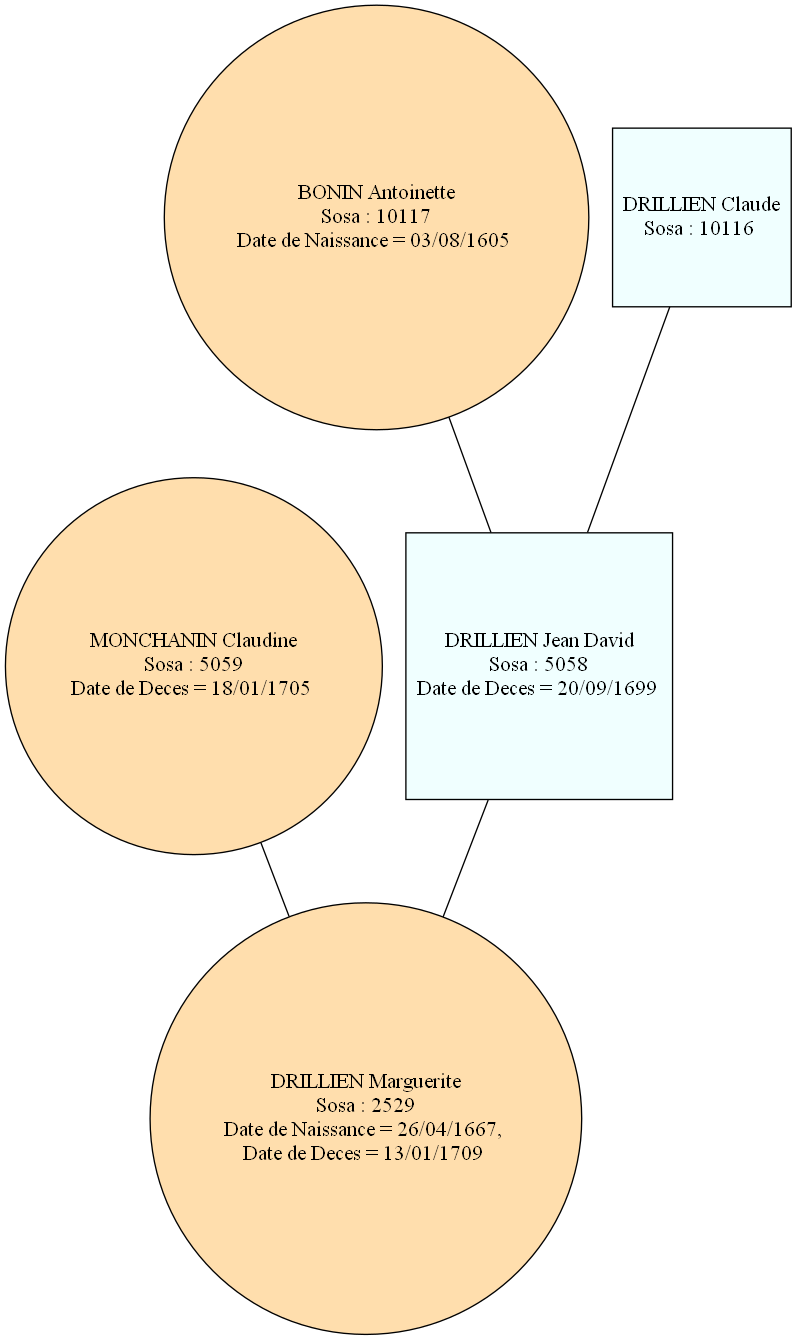 BONIN Antoinette
Sosa : 10117
Date de Naissance = 03/08/1605
DRILLIEN Claude
Sosa : 10116
MONCHANIN Claudine
Sosa : 5059
Date de Deces = 18/01/1705
DRILLIEN Jean David
Sosa : 5058
Date de Deces = 20/09/1699
DRILLIEN Marguerite
Sosa : 2529
Date de Naissance = 26/04/1667,
Date de Deces = 13/01/1709